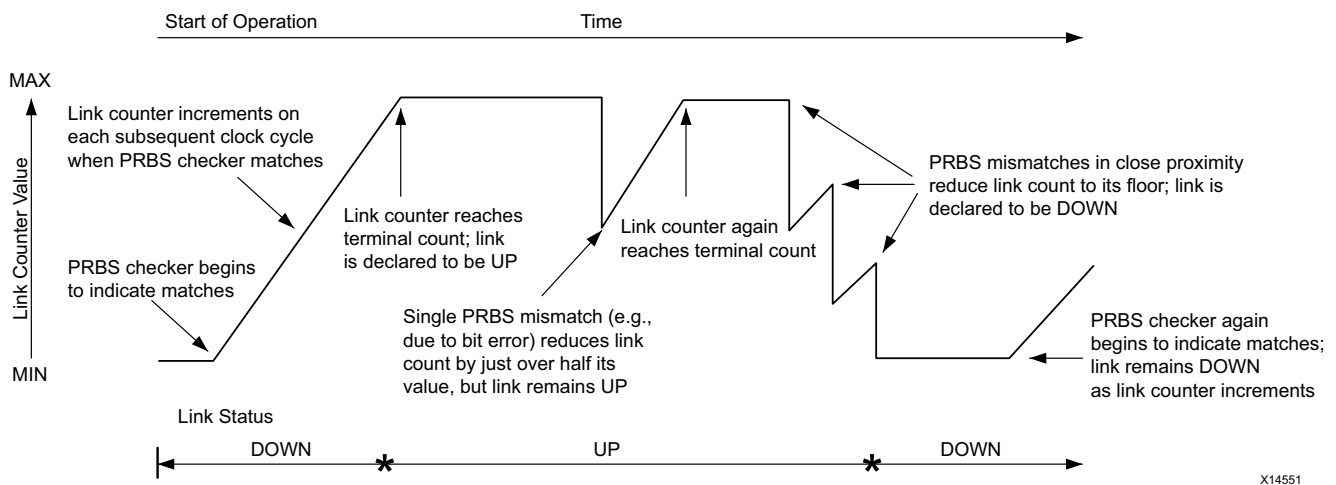 Start of Operation
Time
MAX
Link Counter Value
MIN
Link counter increments on
each subsequent clock cycle
when PRBS checker matches
PRBS checker begins
to indicate matches
Link counter reaches
terminal count; link
is declared to be UP
Single PRBS mismatch (e.g.,
due to bit error) reduces link
count by just over half its
value, but link remains UP
Link counter again
reaches terminal count
PRBS mismatches in close proximity
reduce link count to its floor; link is
declared to be DOWN
PRBS checker again
begins to indicate matches;
link remains DOWN
as link counter increments
Link Status
DOWN
*
UP
*
DOWN
X14551